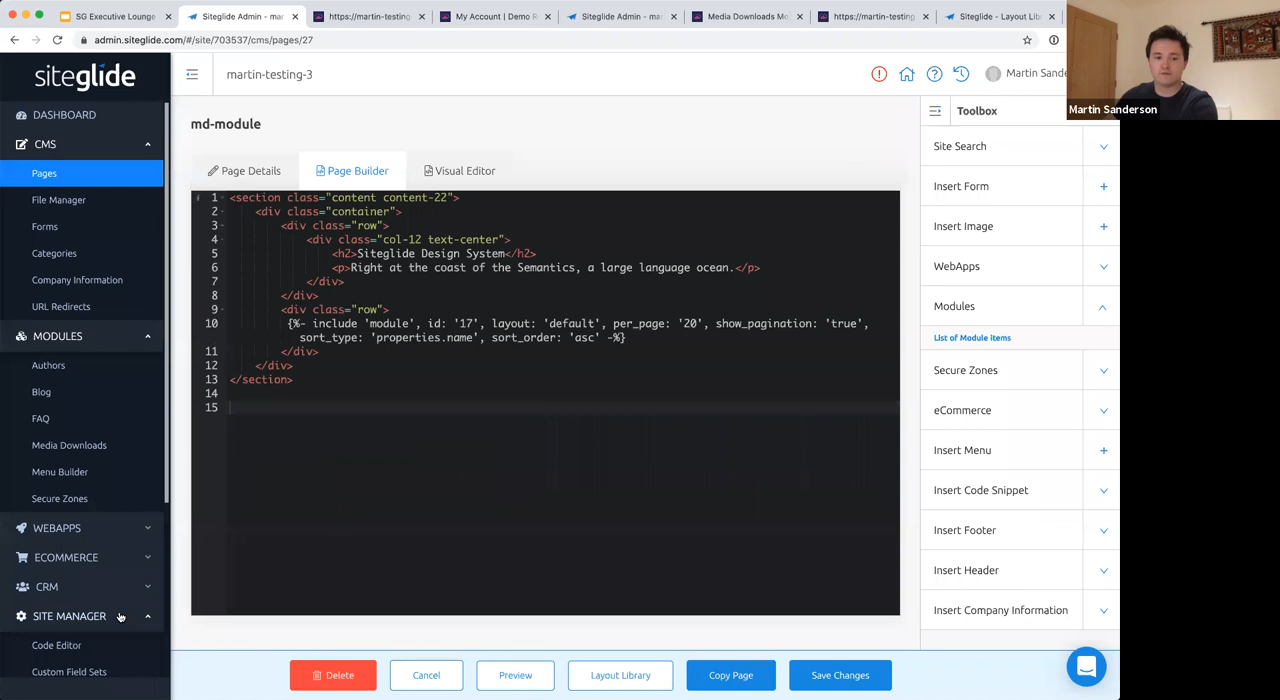 SG Executive Lounge
Siteglide Admin - mar
https://martin-testing
My Account | Demo R
Siteglide Admin - mar
Media Downloads Mo
https://martin-testing
Siteglide - Layout Lib
admin.siteglide.com/#/site/703537/cms/pages/27
siteglide
martin-testing-3
Martin Sande
Martin Sanderson
DASHBOARD
CMS
Pages
File Manager
Forms
Categories
Company Information
URL Redirects
MODULES
Authors
Blog
FAQ
Media Downloads
Menu Builder
Secure Zones
WEBAPPS
ECOMMERCE
CRM
SITE MANAGER
Code Editor
Custom Field Sets
md-module
Page Details
Page Builder
Visual Editor
1 <section class="content content-22">
2 <div class="container">
3 <div class="row">
4 <div class="col-12 text-center">
5 <h2>Siteglide Design System</h2>
6 <p>Right at the coast of the Semantics, a large language ocean.</p>
7 </div>
8 </div>
9 <div class="row">
10 {%- include 'module', id: '17', layout: 'default', per_page: '20', show_pagination: 'true',
sort_type: 'properties.name', sort_order: 'asc' -%}
11 </div>
12 </div>
13 </section>
14
15
Delete
Cancel
Preview
Layout Library
Copy Page
Save Changes
Toolbox
Site Search
Insert Form
Insert Image
WebApps
Modules
List of Module items
Secure Zones
eCommerce
Insert Menu
Insert Code Snippet
Insert Footer
Insert Header
Insert Company Information